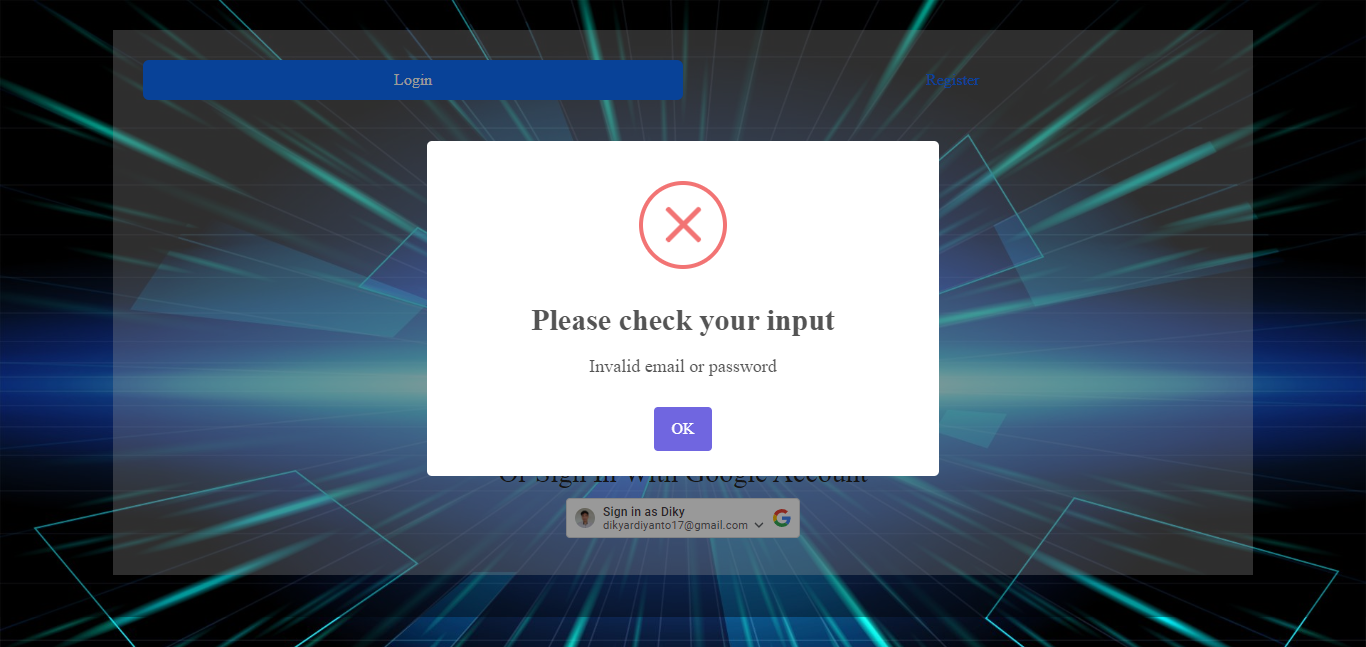 Login
Register
Please check your input
Invalid email or password
OK
Or Sign In With Google Account
Sign in as Diky
dikyardiyanto17@gmail.com